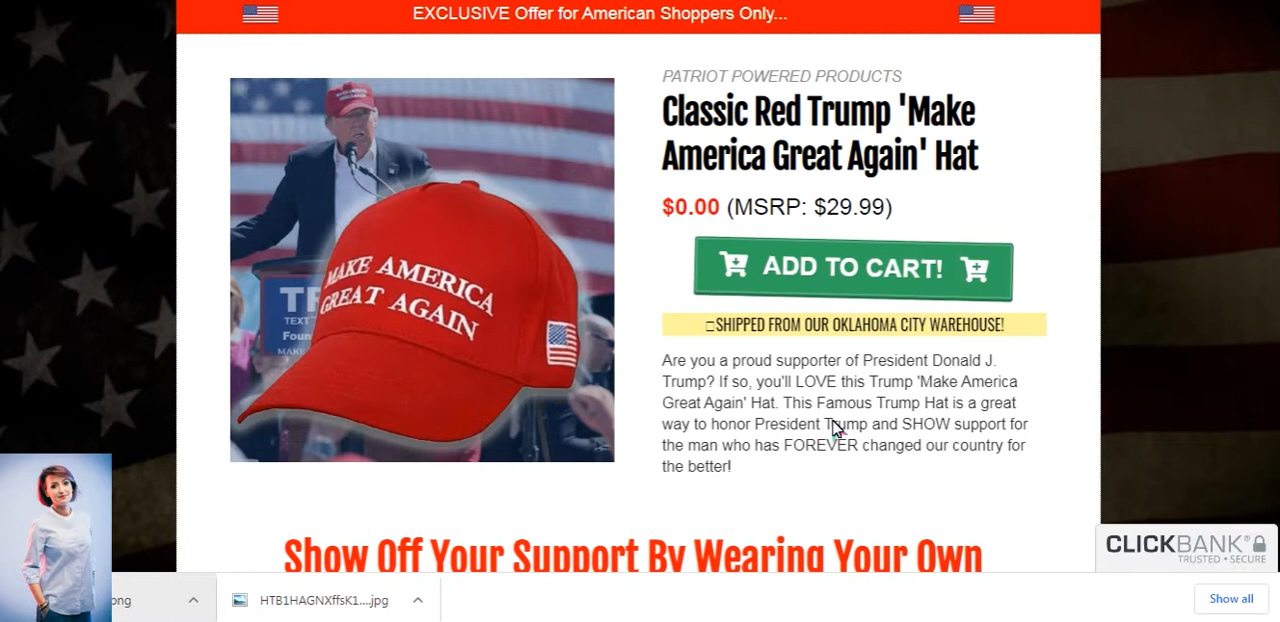 EXCLUSIVE Offer for American Shoppers Only...
PATRIOT POWERED PRODUCTS
Classic Red Trump 'Make
America Great Again' Hat
$0.00 (MSRP: $29.99)
ADD TO CART!
SHIPPED FROM OUR OKLAHOMA CITY WAREHOUSE!
Are you a proud supporter of President Donald J.
Trump? If so, you'll LOVE this Trump 'Make America
Great Again' Hat. This Famous Trump Hat is a great
way to honor President Trump and SHOW support for
the man who has FOREVER changed our country for
the better!
MAKE AMERICA
GREAT AGAIN
TEXT
Show Off Your Support By Wearing Your Own
CLICKBANK®
TRUSTED • SECURE
ong
HTB1HAGNXffsK1....jpg
Show all